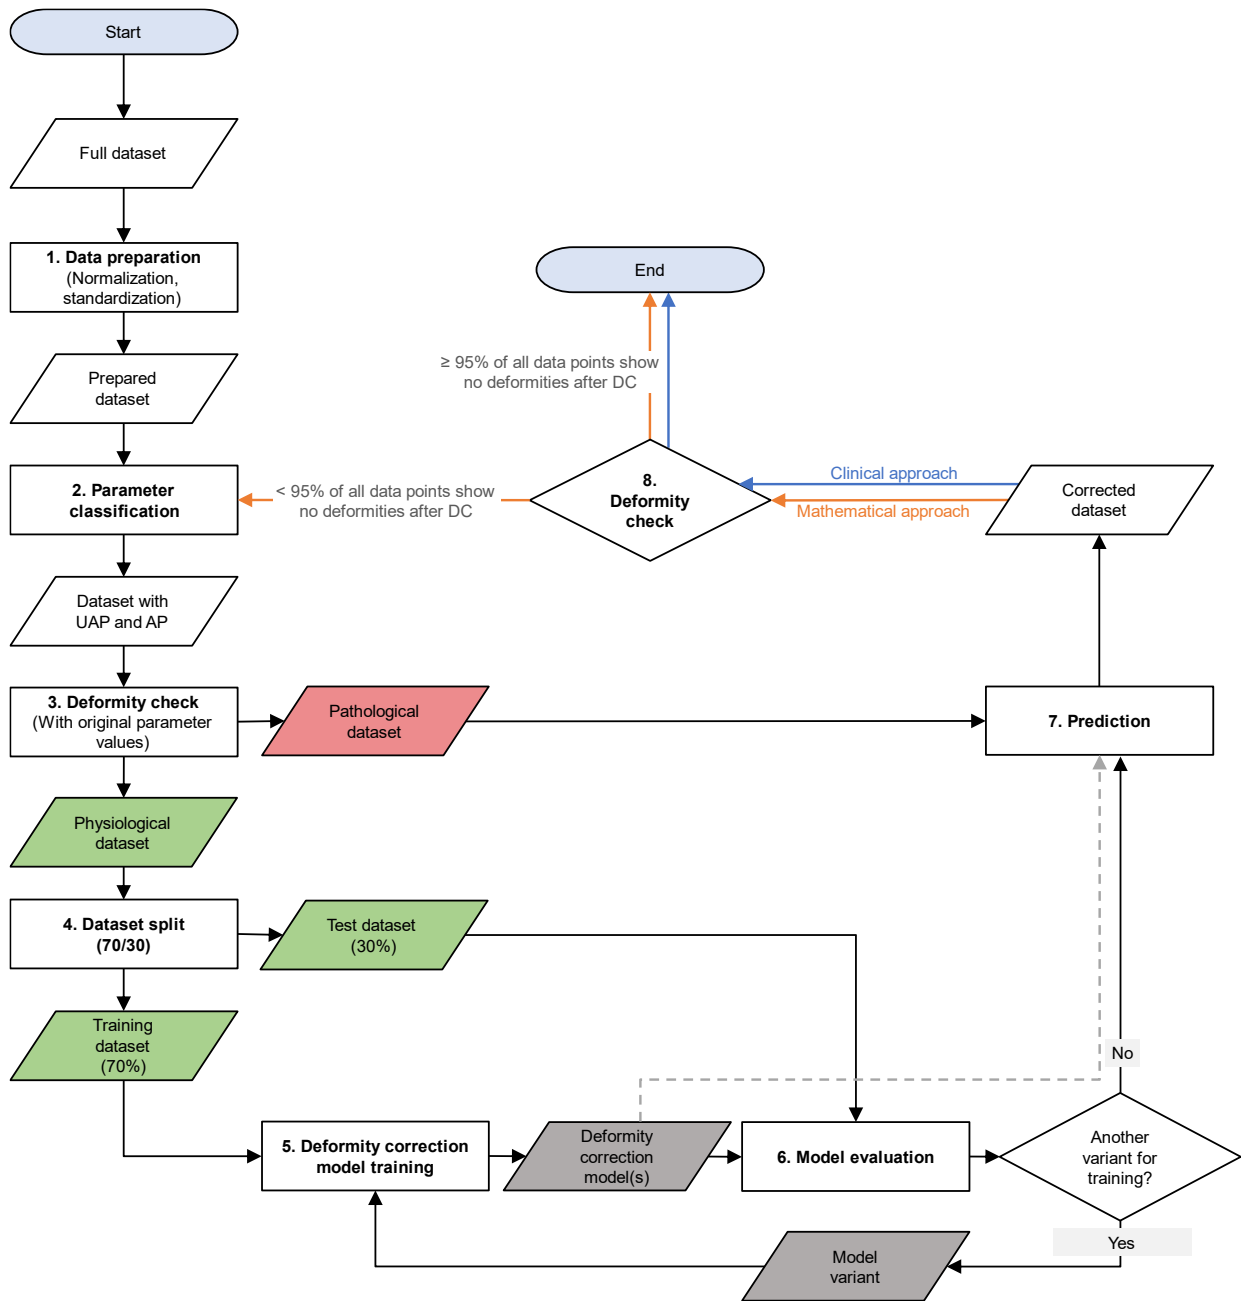 Start
Full dataset
1. Data preparation
(Normalization,
standardization)
End
≥ 95% of all data points show
no deformities after DC
Prepared
dataset
2. Parameter
classification
< 95% of all data points show
no deformities after DC
8.
Deformity
check
Clinical approach
Mathematical approach
Corrected
dataset
Dataset with
UAP and AP
3. Deformity check
(With original parameter
values)
Pathological
dataset
7. Prediction
Physiological
dataset
4. Dataset split
(70/30)
Test dataset
(30%)
Training
dataset
(70%)
No
5. Deformity correction
model training
Deformity
correction
model(s)
6. Model evaluation
Another
variant for
training?
Yes
Model
variant